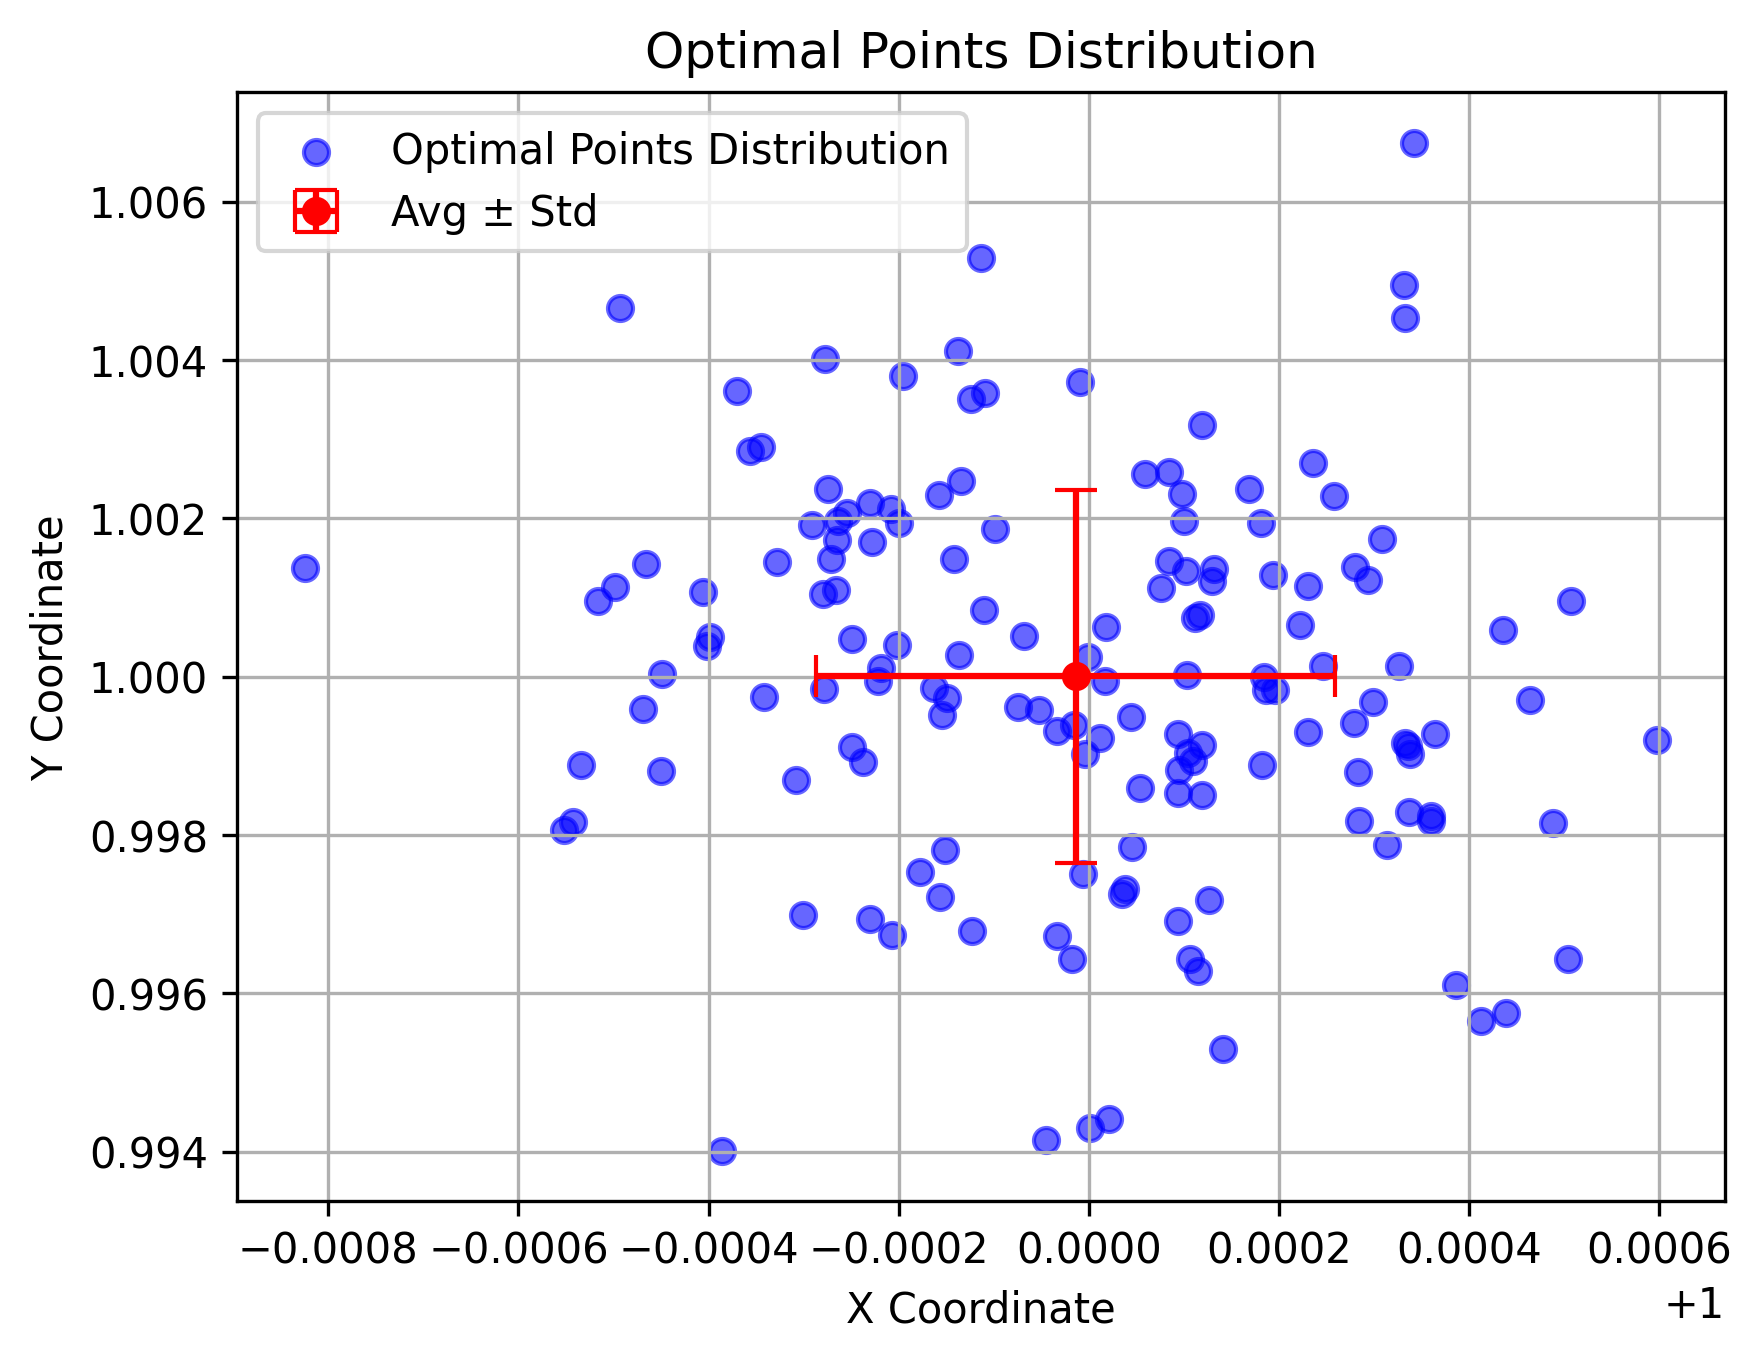 Optimal Points Distribution
Optimal Points Distribution
Avg ± Std
1.006
1.004
1.002
1.000
0.998
0.996
0.994
Y Coordinate
−0.0008 −0.0006 −0.0004 −0.0002 0.0000 0.0002 0.0004 0.0006
+1
X Coordinate